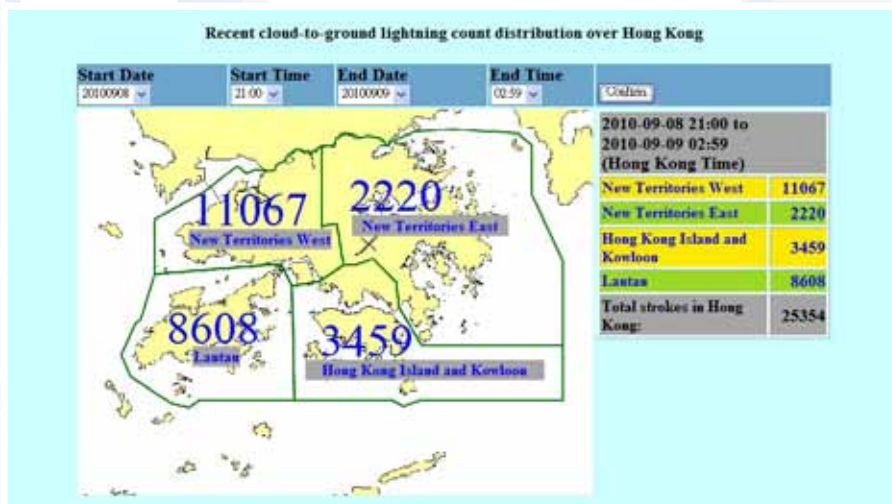 Recent cloud-to-ground lightning count distribution over Hong Kong
Start Date Start Time End Date End Time
20100908 21:00 20100909 02:59 Confirm
2010-09-08 21:00 to
2010-09-09 02:59
(Hong Kong Time)
New Territories West 11067
New Territories East 2220
Hong Kong Island and
Kowloon 3459
Lantau 8608
Total strokes in Hong
Kong: 25354
11067
New Territories West
2220
New Territories East
8608
Lantau
3459
Hong Kong Island and Kowloon